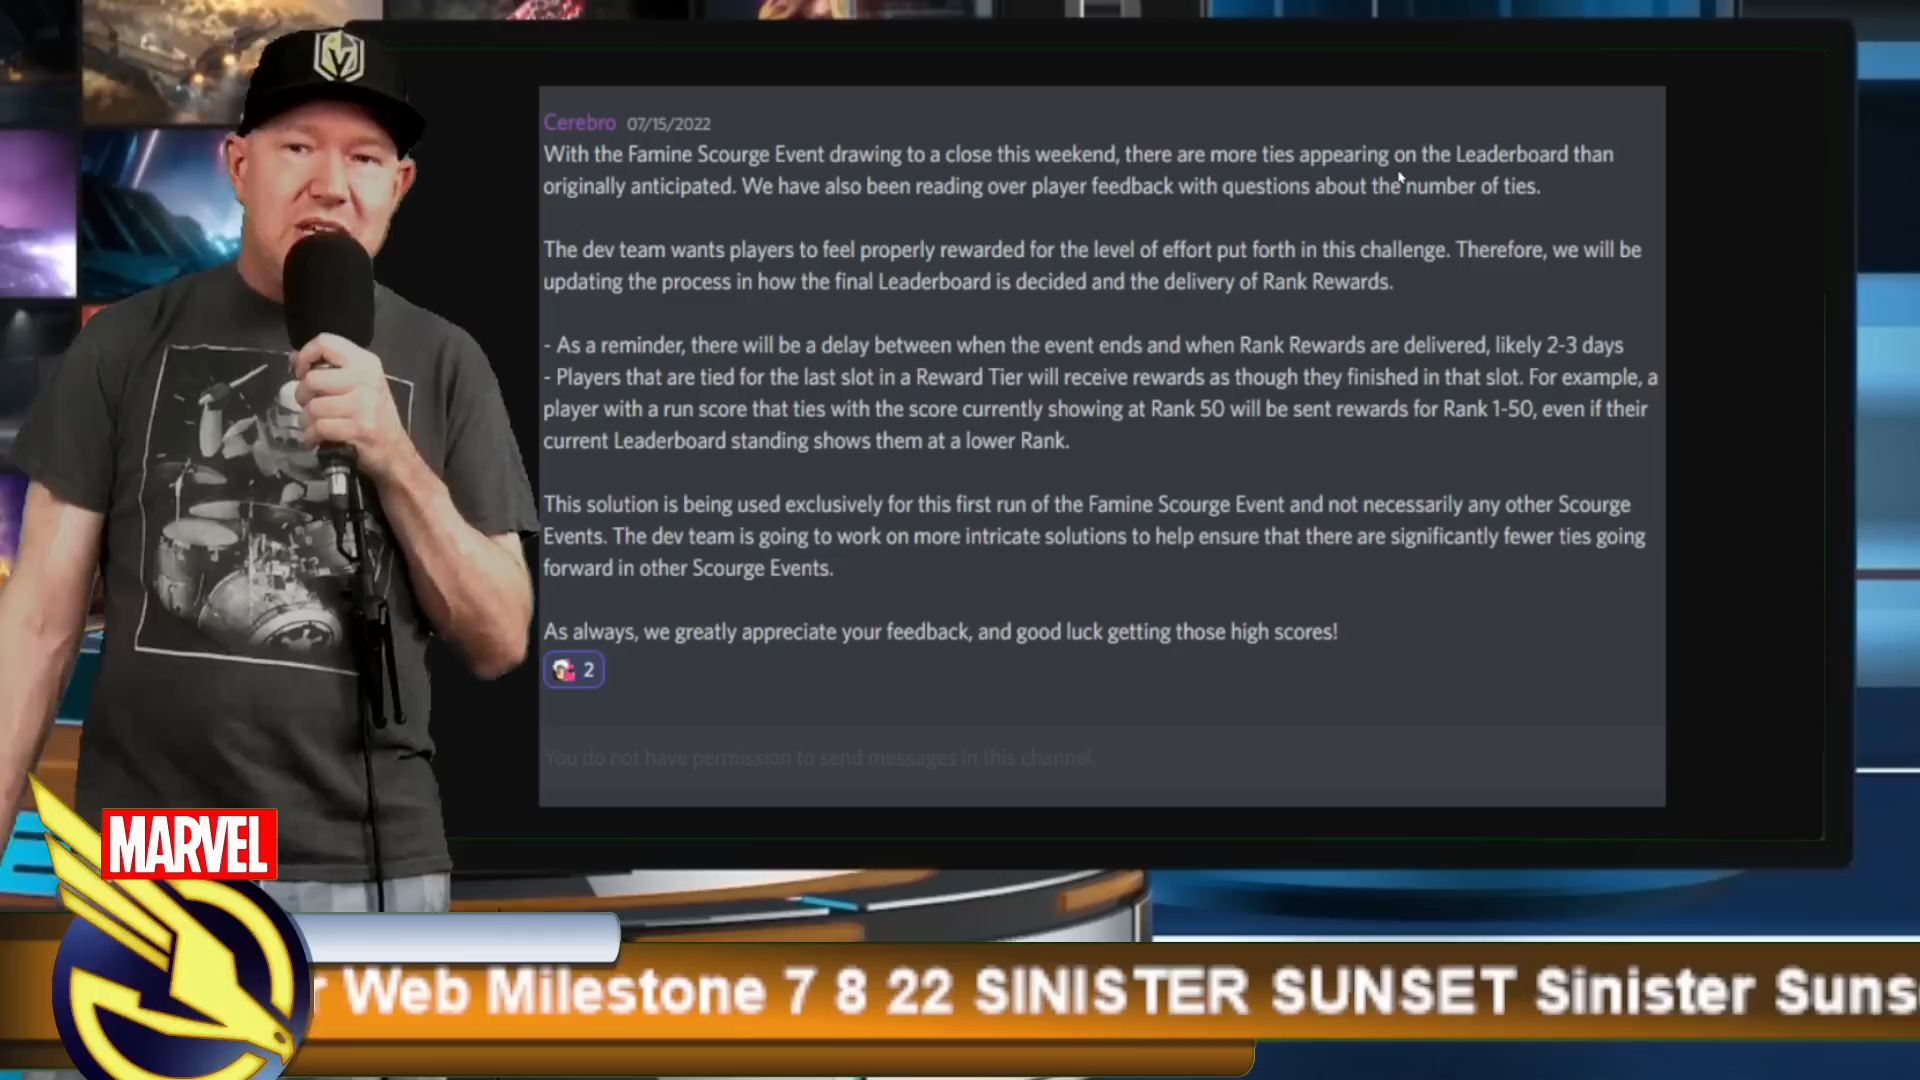 Cerebro 07/15/2022
With the Famine Scourge Event drawing to a close this weekend, there are more ties appearing on the Leaderboard than
originally anticipated. We have also been reading over player feedback with questions about the number of ties.
The dev team wants players to feel properly rewarded for the level of effort put forth in this challenge. Therefore, we will be
updating the process in how the final Leaderboard is decided and the delivery of Rank Rewards.
- As a reminder, there will be a delay between when the event ends and when Rank Rewards are delivered, likely 2-3 days
- Players that are tied for the last slot in a Reward Tier will receive rewards as though they finished in that slot. For example, a
player with a run score that ties with the score currently showing at Rank 50 will be sent rewards for Rank 1-50, even if their
current Leaderboard standing shows them at a lower Rank.
This solution is being used exclusively for this first run of the Famine Scourge Event and not necessarily any other Scourge
Events. The dev team is going to work on more intricate solutions to help ensure that there are significantly fewer ties going
forward in other Scourge Events.
As always, we greatly appreciate your feedback, and good luck getting those high scores!
2
You do not have permission to send messages in this channel.
V
MARVEL
r Web Milestone 7 8 22 SINISTER SUNSET Sinister Suns